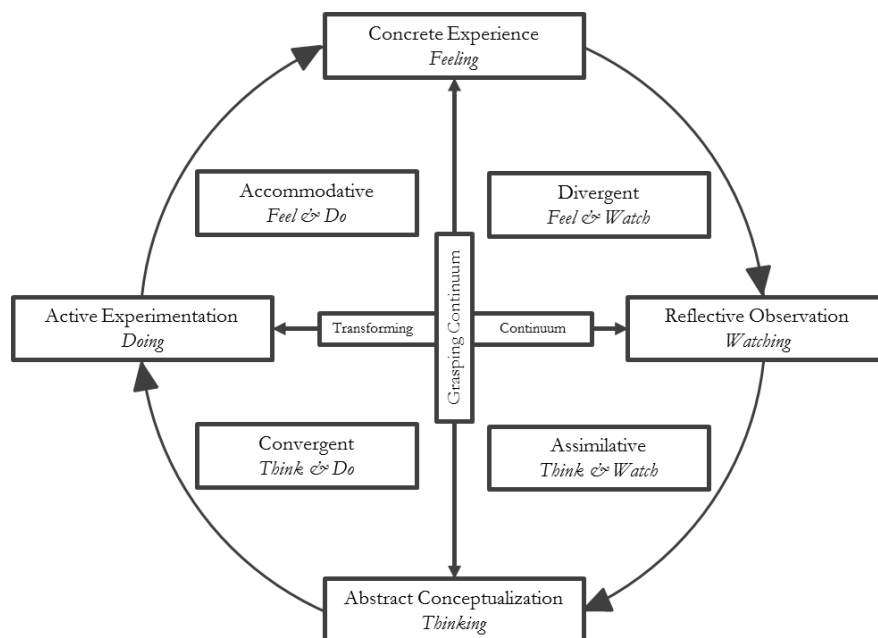 Concrete Experience
Feeling
Accommodative
Feel & Do
Divergent
Feel & Watch
Active Experimentation
Doing
Transforming
Grasping Continuum
Continuum
Reflective Observation
Watching
Convergent
Think & Do
Assimilative
Think & Watch
Abstract Conceptualization
Thinking